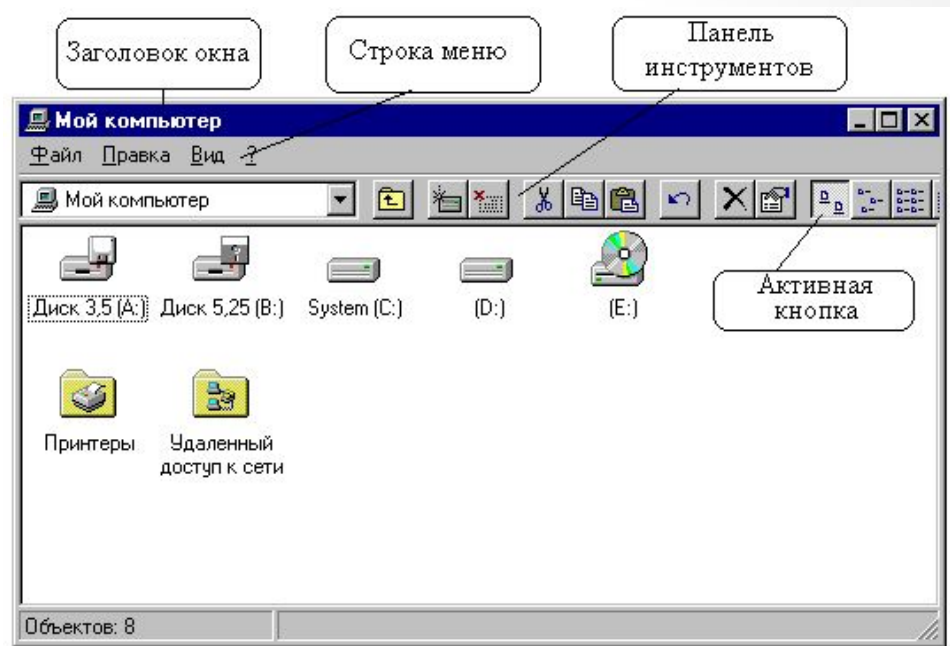 Заголовок окна
Строка меню
Панель
инструментов
Мой компьютер
Файл Правка Вид ?
Мой компьютер
Активная
кнопка
Диск 3,5 (A:) Диск 5,25 (B:) System (C:) (D:) (E:)
Принтеры
Удаленный
доступ к сети
Объектов: 8